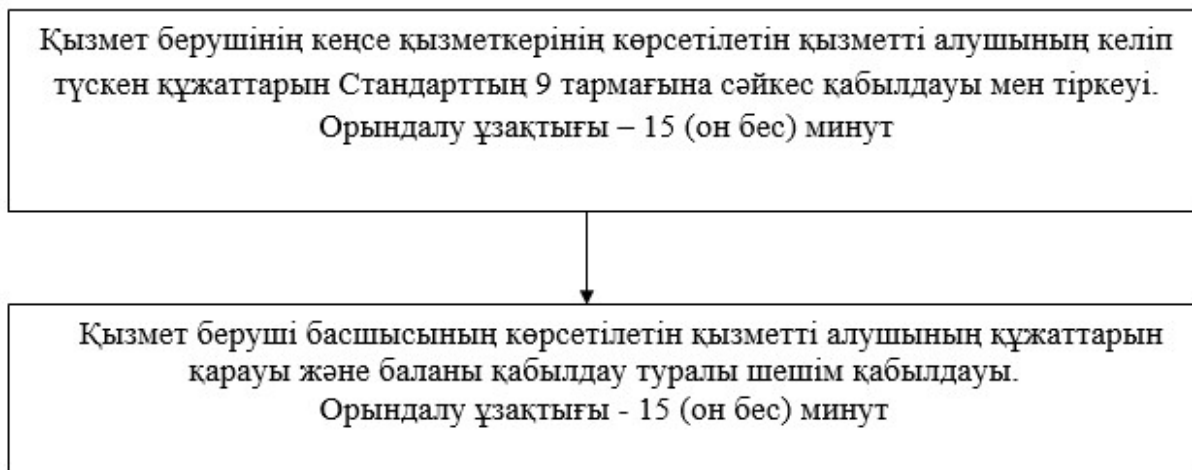 Қызмет берушінің кеңсе қызметкерінің көрсетілетін қызметті алушының келіп
түскен құжаттарын Стандарттың 9 тармағына сәйкес қабылдауы мен тіркеуі.
Орындалу ұзақтығы – 15 (он бес) минут
Қызмет беруші басшысының көрсетілетін қызметті алушының құжаттарын
қарауы және баланы қабылдау туралы шешім қабылдауы.
Орындалу ұзақтығы - 15 (он бес) минут